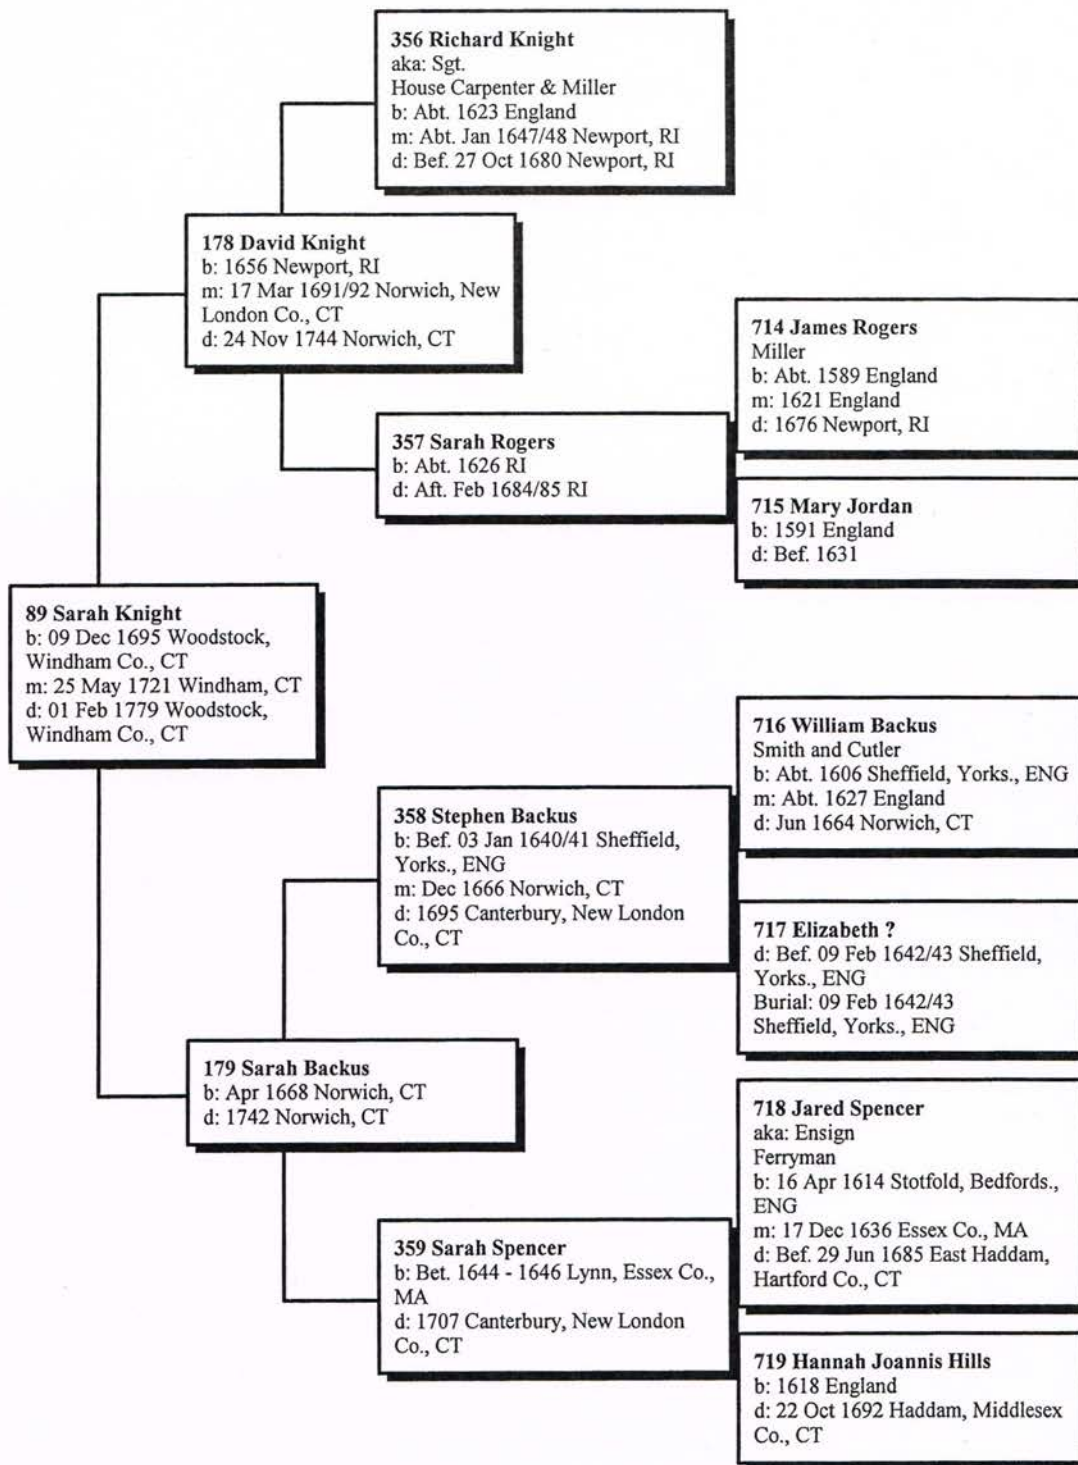 356 Richard Knight
aka: Sgt.
House Carpenter & Miller
b: Abt. 1623 England
m: Abt. Jan 1647/48 Newport, RI
d: Bef. 27 Oct 1680 Newport, RI
178 David Knight
b: 1656 Newport, RI
m: 17 Mar 1691/92 Norwich, New
London Co., CT
d: 24 Nov 1744 Norwich, CT
714 James Rogers
Miller
b: Abt. 1589 England
m: 1621 England
d: 1676 Newport, RI
357 Sarah Rogers
b: Abt. 1626 RI
d: Aft. Feb 1684/85 RI
715 Mary Jordan
b: 1591 England
d: Bef. 1631
89 Sarah Knight
b: 09 Dec 1695 Woodstock,
Windham Co., CT
m: 25 May 1721 Windham, CT
d: 01 Feb 1779 Woodstock,
Windham Co., CT
716 William Backus
Smith and Cutler
b: Abt. 1606 Sheffield, Yorks., ENG
m: Abt. 1627 England
d: Jun 1664 Norwich, CT
358 Stephen Backus
b: Bef. 03 Jan 1640/41 Sheffield,
Yorks., ENG
m: Dec 1666 Norwich, CT
d: 1695 Canterbury, New London
Co., CT
717 Elizabeth ?
d: Bef. 09 Feb 1642/43 Sheffield,
Yorks., ENG
Burial: 09 Feb 1642/43
Sheffield, Yorks., ENG
179 Sarah Backus
b: Apr 1668 Norwich, CT
d: 1742 Norwich, CT
718 Jared Spencer
aka: Ensign
Ferryman
b: 16 Apr 1614 Stotfold, Bedfords.,
ENG
m: 17 Dec 1636 Essex Co., MA
d: Bef. 29 Jun 1685 East Haddam,
Hartford Co., CT
359 Sarah Spencer
b: Bet. 1644 - 1646 Lynn, Essex Co.,
MA
d: 1707 Canterbury, New London
Co., CT
719 Hannah Joannis Hills
b: 1618 England
d: 22 Oct 1692 Haddam, Middlesex
Co., CT